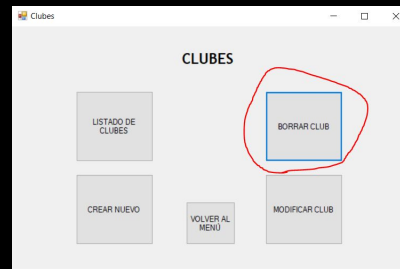 Clubes
CLUBES
LISTADO DE
CLUBES
BORRAR CLUB
CREAR NUEVO
VOLVER AL
MENÚ
MODIFICAR CLUB